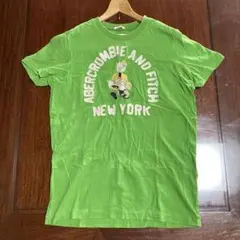 ABERCROMBIE AND FITCH
NEW YORK